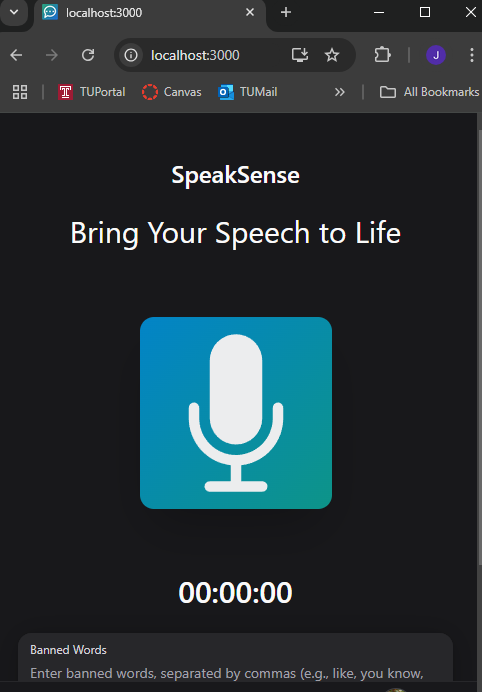 localhost:3000
localhost:3000
J
TUPortal
Canvas
TUMail
All Bookmarks
SpeakSense
Bring Your Speech to Life
00:00:00
Banned Words
Enter banned words, separated by commas (e.g., like, you know,